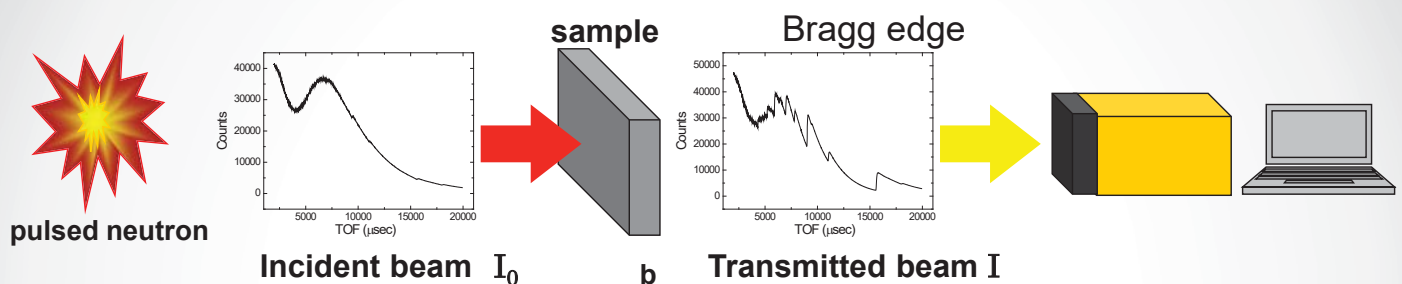 pulsed neutron
40000
30000
20000
10000
0
Counts
5000 10000 15000 20000
TOF (μsec)
Incident beam I₀
sample
b
Bragg edge
50000
40000
30000
20000
10000
0
Counts
5000 10000 15000 20000
TOF (μsec)
Transmitted beam I